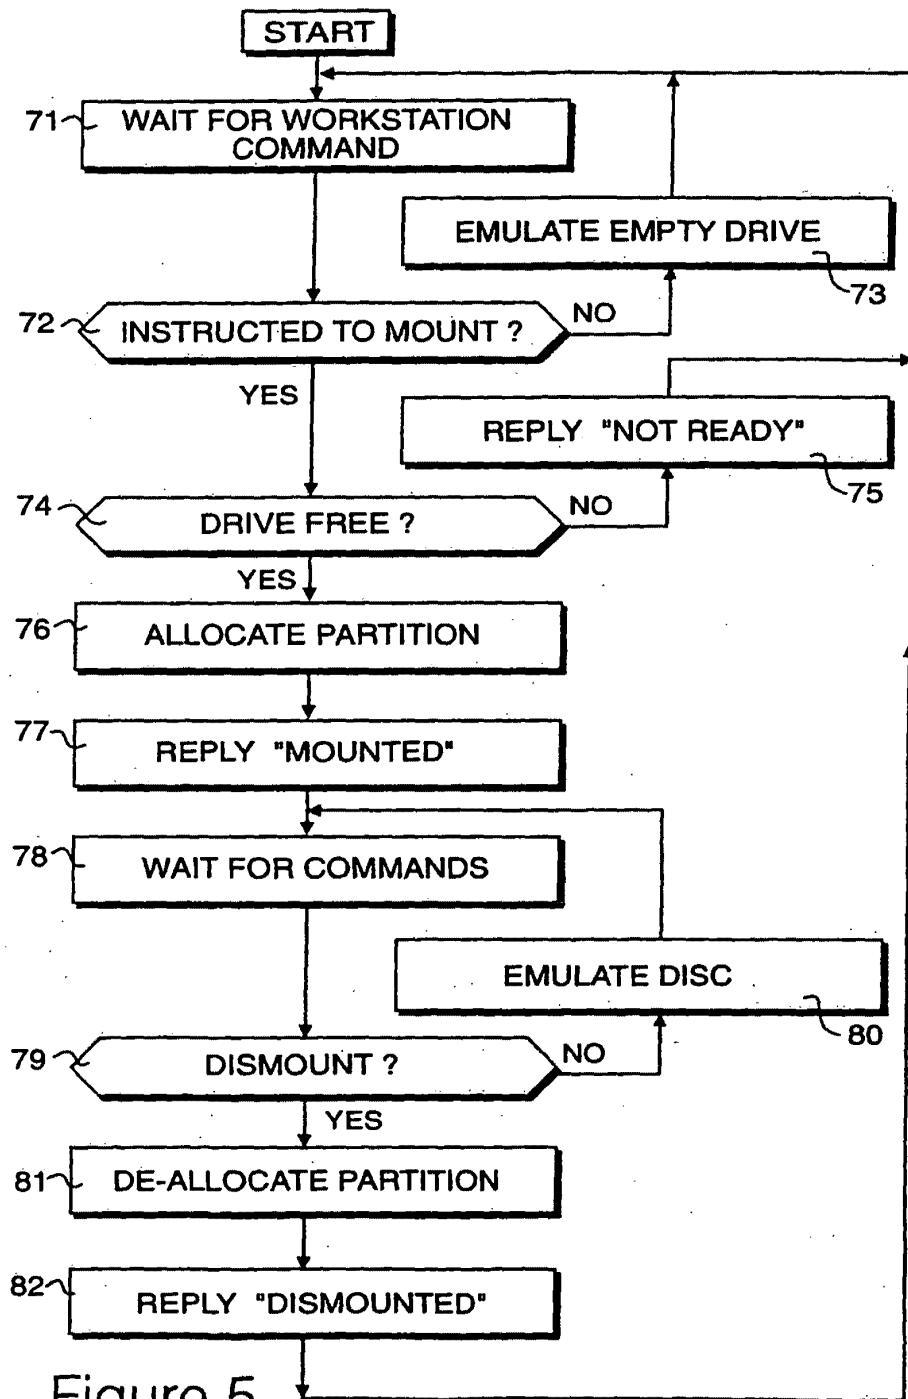 START
71
WAIT FOR WORKSTATION
COMMAND
EMULATE EMPTY DRIVE
73
72
INSTRUCTED TO MOUNT ?
NO
YES
REPLY "NOT READY"
75
74
DRIVE FREE ?
NO
YES
76
ALLOCATE PARTITION
77
REPLY "MOUNTED"
78
WAIT FOR COMMANDS
EMULATE DISC
80
79
DISMOUNT ?
NO
YES
81
DE-ALLOCATE PARTITION
82
REPLY "DISMOUNTED"
Figure 5